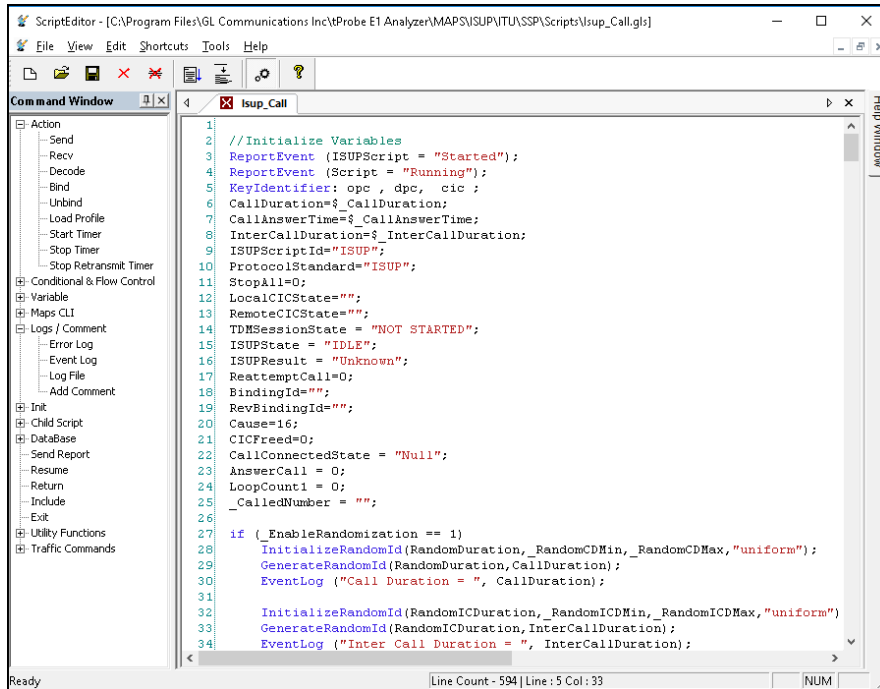 ScriptEditor - [C:\Program Files\GL Communications Inc\tProbe E1 Analyzer\MAPS\ISUP\ITU\SSP\Scripts\Isup_Call.gls]
File View Edit Shortcuts Tools Help
Command Window
Action
Send
Recv
Decode
Bind
Unbind
Load Profile
Start Timer
Stop Timer
Stop Retransmit Timer
Conditional & Flow Control
Variable
Maps CLI
Logs / Comment
Error Log
Event Log
Log File
Add Comment
Init
Child Script
DataBase
Send Report
Resume
Return
Include
Exit
Utility Functions
Traffic Commands
Isup_Call
1
2 //Initialize Variables
3 ReportEvent (ISUPScript = "Started");
4 ReportEvent (Script = "Running");
5 KeyIdentifier: opc , dpc, cic ;
6 CallDuration=$_CallDuration;
7 CallAnswerTime=$_CallAnswerTime;
8 InterCallDuration=$_InterCallDuration;
9 ISUPScriptId="ISUP";
10 ProtocolStandard="ISUP";
11 StopAll=0;
12 LocalCICState="";
13 RemoteCICState="";
14 TDMSessionState = "NOT STARTED";
15 ISUPState = "IDLE";
16 ISUPResult = "Unknown";
17 ReattemptCall=0;
18 BindingId="";
19 RevBindingId="";
20 Cause=16;
21 CICFreed=0;
22 CallConnectedState = "Null";
23 AnswerCall = 0;
24 LoopCount1 = 0;
25 _CalledNumber = "";
26
27 if (_EnableRandomization == 1)
28 InitializeRandomId(RandomDuration,_RandomCDMin,_RandomCDMax,"uniform");
29 GenerateRandomId(RandomDuration,CallDuration);
30 EventLog ("Call Duration = ", CallDuration);
31
32 InitializeRandomId(RandomICDuration,_RandomICDMin,_RandomICDMax,"uniform")
33 GenerateRandomId(RandomICDuration,InterCallDuration);
34 EventLog ("Inter Call Duration = ", InterCallDuration);
Help Window
Ready
Line Count - 594 | Line : 5 Col : 33
NUM